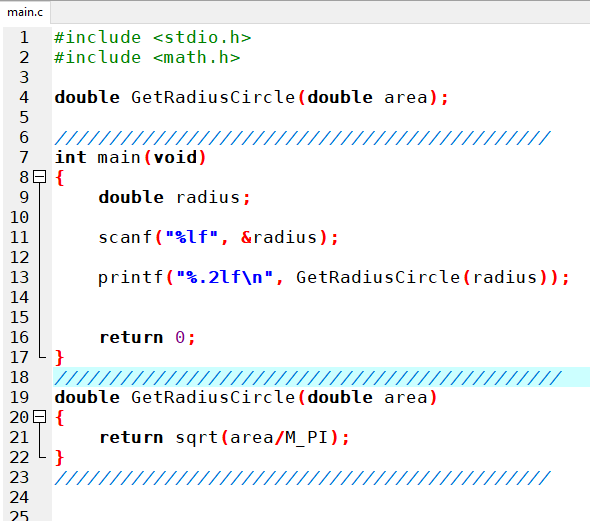 main.c
1 #include <stdio.h>
2 #include <math.h>
3
4 double GetRadiusCircle(double area);
5
6 /////////////////////////////////////////////
7 int main(void)
8 {
9 double radius;
10
11 scanf("%lf", &radius);
12
13 printf("%.2lf\n", GetRadiusCircle(radius));
14
15
16 return 0;
17 }
18 //////////////////////////////////////////////
19 double GetRadiusCircle(double area)
20 {
21 return sqrt(area/M_PI);
22 }
23 /////////////////////////////////////////////
24
25